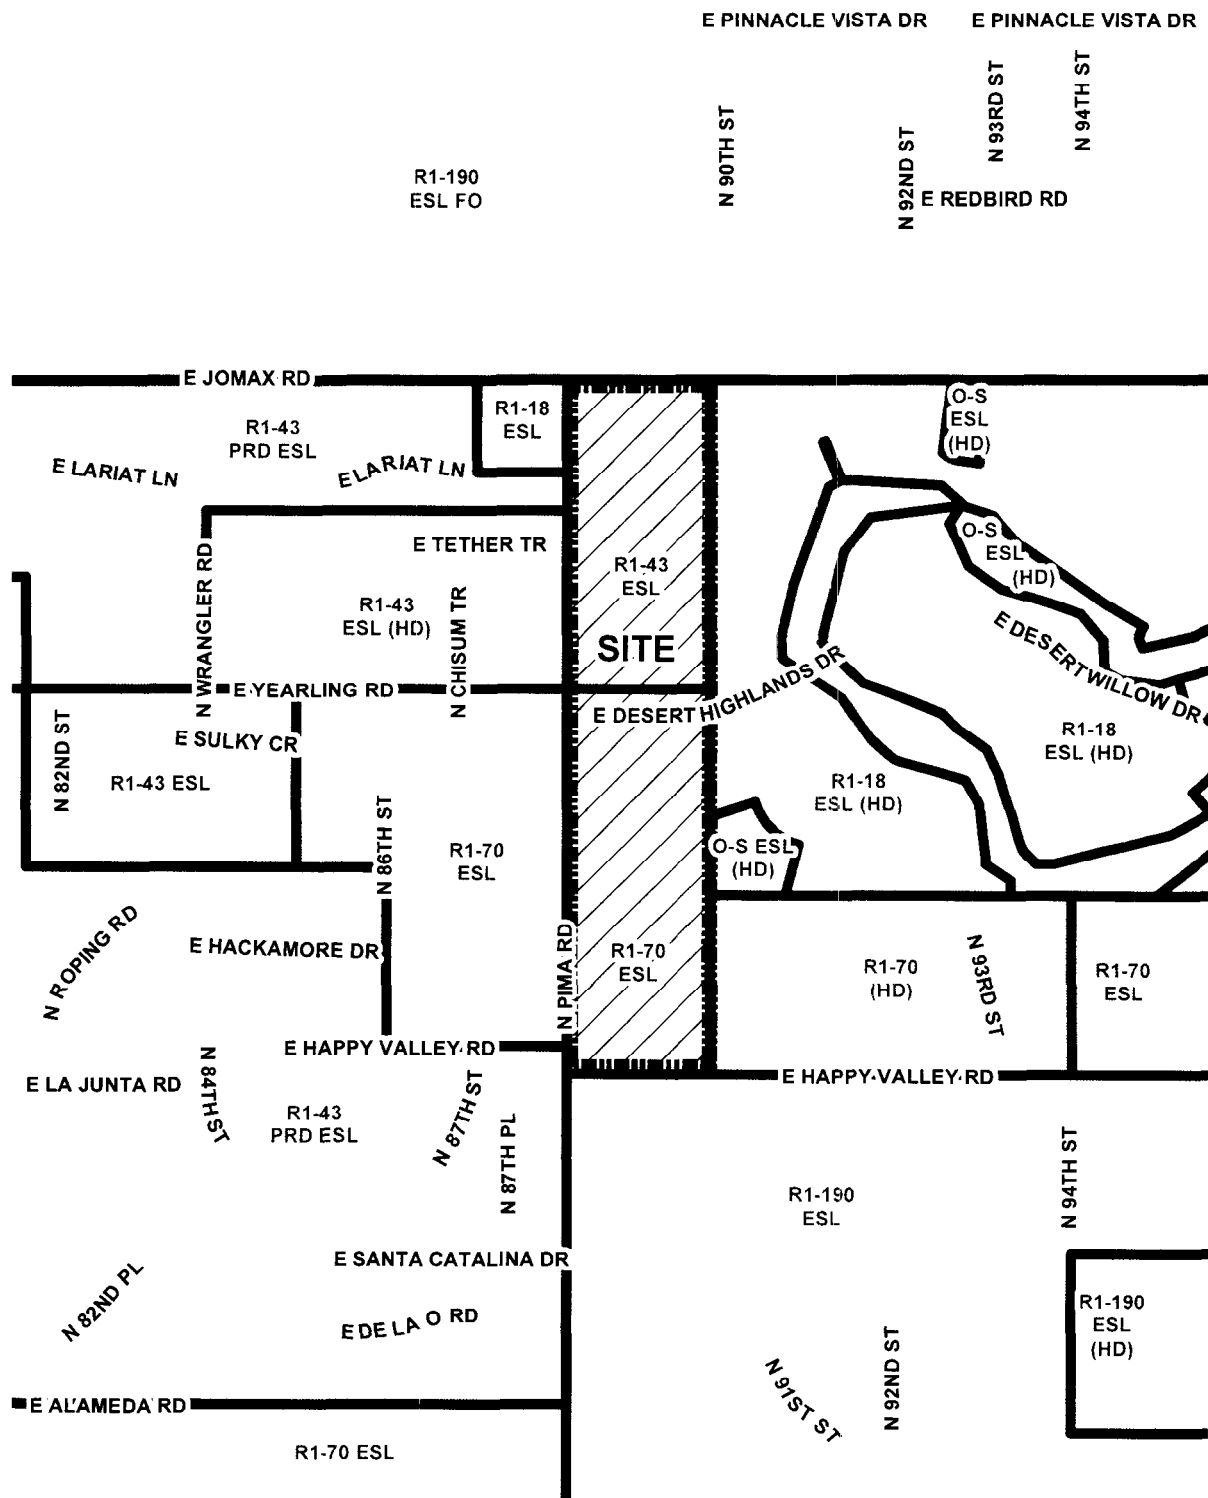 E PINNACLE VISTA DR
E PINNACLE VISTA DR
N 93RD ST
N 94TH ST
N 90TH ST
N 92ND ST
R1-190
ESL FO
E REDBIRD RD
E JOMAX RD
R1-18
ESL
O-S
ESL
(HD)
R1-43
PRD ESL
E LARIAT LN
E LARIAT LN
E TETHER TR
O-S
ESL
(HD)
N WRANGLER RD
R1-43
ESL
R1-43
ESL (HD)
N CHISUM TR
SITE
E DESERT WILLOW DR
E YEARLING RD
E DESERT HIGHLANDS DR
N 82ND ST
E SULKY CR
R1-18
ESL (HD)
R1-43 ESL
R1-18
ESL (HD)
N 86TH ST
R1-70
ESL
O-S ESL
(HD)
N ROPING RD
E HACKAMORE DR
N PIMA RD
R1-70
ESL
R1-70
(HD)
N 93RD ST
R1-70
ESL
E HAPPY VALLEY RD
E HAPPY VALLEY RD
E LA JUNTA RD
N 84TH ST
R1-43
PRD ESL
N 87TH ST
N 87TH PL
N 94TH ST
R1-190
ESL
E SANTA CATALINA DR
N 82ND PL
E DE LA O RD
R1-190
ESL
(HD)
N 91ST ST
N 92ND ST
E ALAMEDA RD
R1-70 ESL